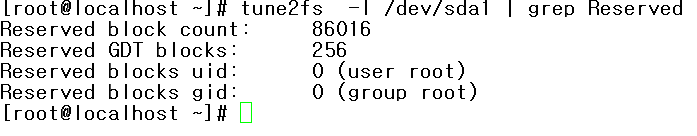 [root@localhost ~]# tune2fs  -l /dev/sda1 | grep Reserved
Reserved block count:     86016
Reserved GDT blocks:      256
Reserved blocks uid:      0 (user root)
Reserved blocks gid:      0 (group root)
[root@localhost ~]#